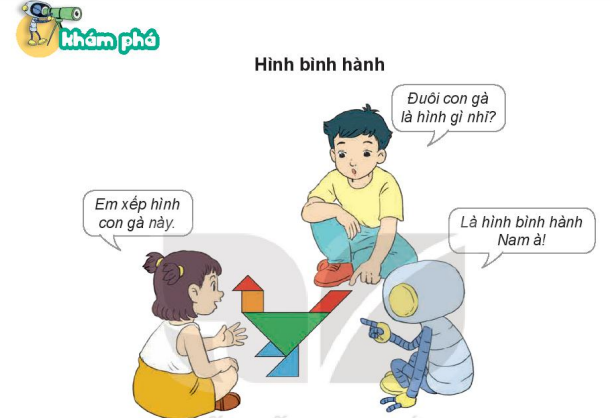 Khám phá
Hình bình hành
Đuôi con gà
là hình gì nhỉ?
Em xếp hình
con gà này.
Là hình bình hành
Nam à!